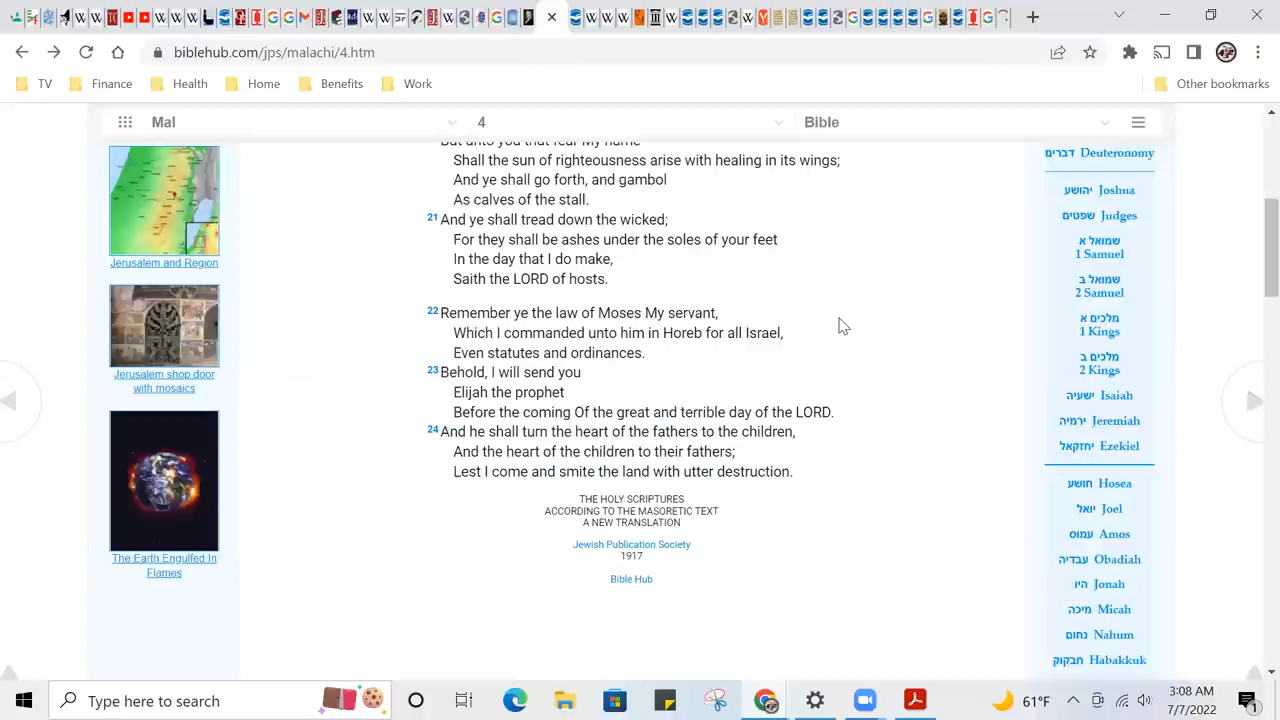 biblehub.com/jps/malachi/4.htm
TV Finance Health Home Benefits Work Other bookmarks
Mal 4 Bible
But unto you that fear My name
Shall the sun of righteousness arise with healing in its wings;
And ye shall go forth, and gambol
As calves of the stall.
21 And ye shall tread down the wicked;
For they shall be ashes under the soles of your feet
In the day that I do make,
Saith the LORD of hosts.
22 Remember ye the law of Moses My servant,
Which I commanded unto him in Horeb for all Israel,
Even statutes and ordinances.
23 Behold, I will send you
Elijah the prophet
Before the coming Of the great and terrible day of the LORD.
24 And he shall turn the heart of the fathers to the children,
And the heart of the children to their fathers;
Lest I come and smite the land with utter destruction.
THE HOLY SCRIPTURES
ACCORDING TO THE MASORETIC TEXT
A NEW TRANSLATION
Jewish Publication Society
1917
Bible Hub
Jerusalem and Region
Jerusalem shop door
with mosaics
The Earth Engulfed In
Flames
דברים Deuteronomy
יהושע Joshua
שפטים Judges
שמואל א
1 Samuel
שמואל ב
2 Samuel
מלכים א
1 Kings
מלכים ב
2 Kings
ישעיה Isaiah
ירמיה Jeremiah
יחזקאל Ezekiel
הושע Hosea
יואל Joel
עמוס Amos
עבדיה Obadiah
Jonah
מיכה Micah
נחום Nahum
חבקוק Habakkuk
Type here to search
61°F
3:08 AM
7/7/2022